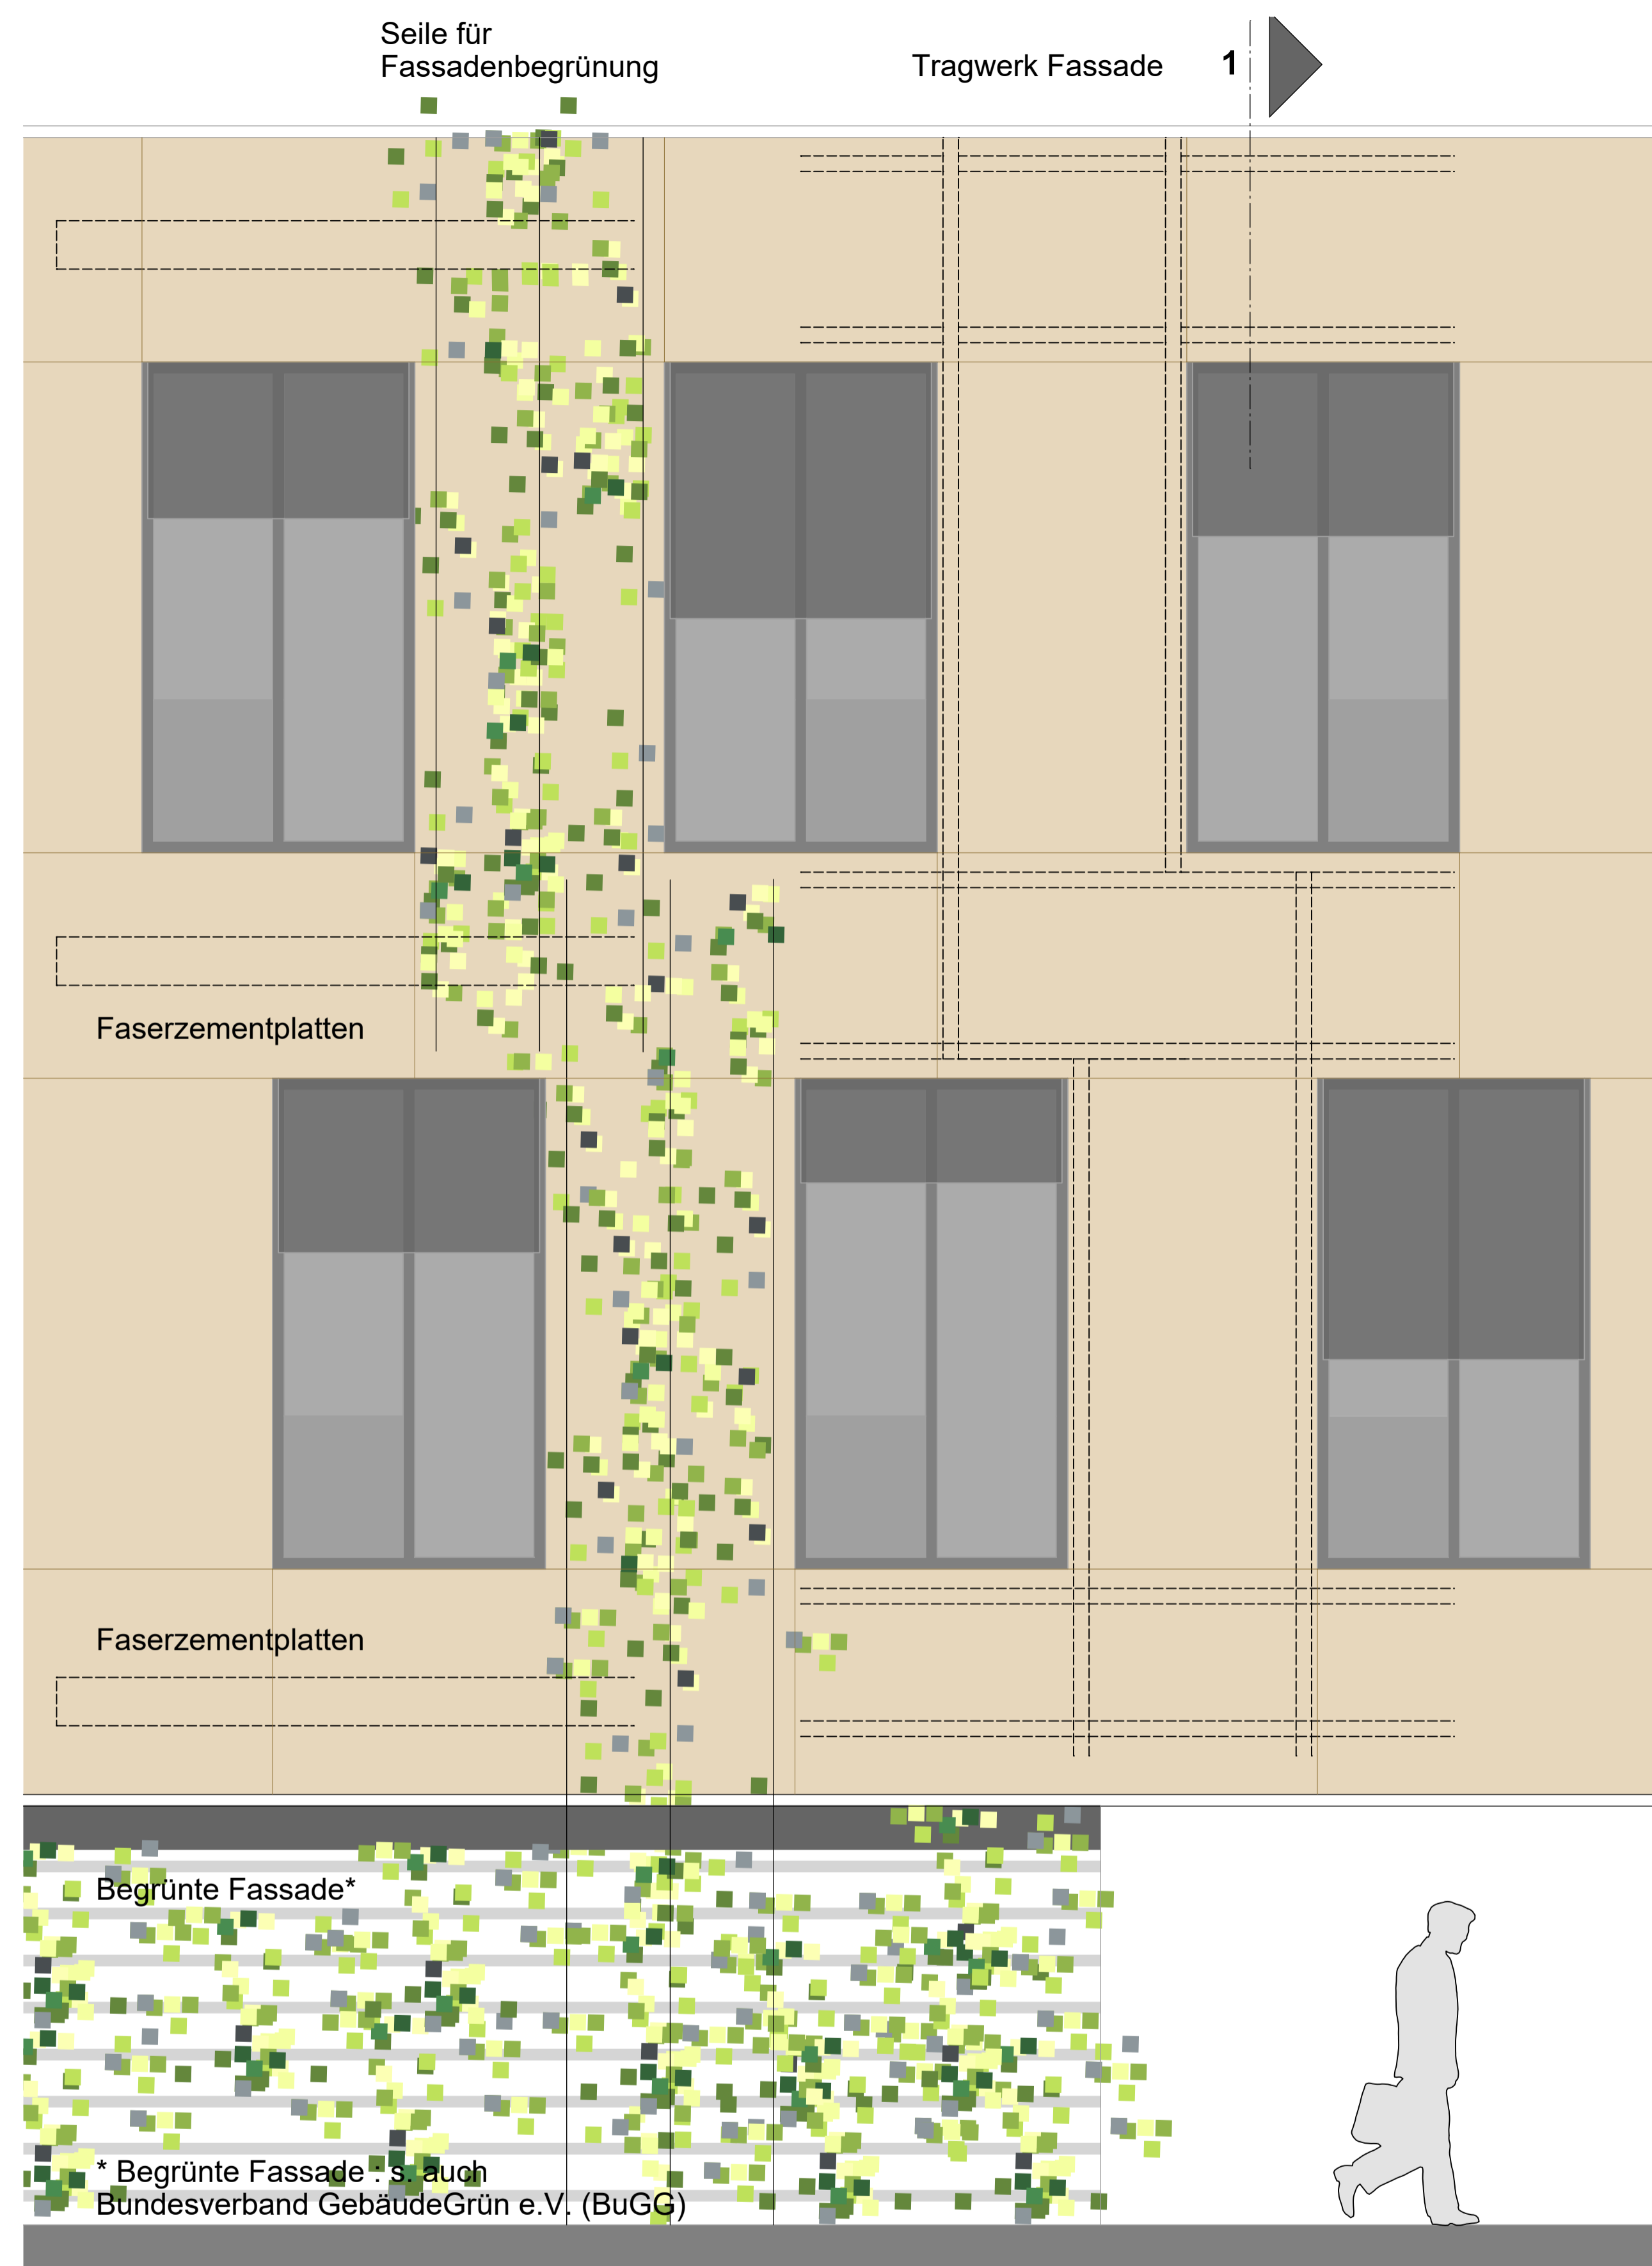 Seile für
Fassadenbegrünung
Tragwerk Fassade
1
Faserzementplatten
Faserzementplatten
Begrünte Fassade*
* Begrünte Fassade : s. auch
Bundesverband GebäudeGrün e.V. (BuGG)